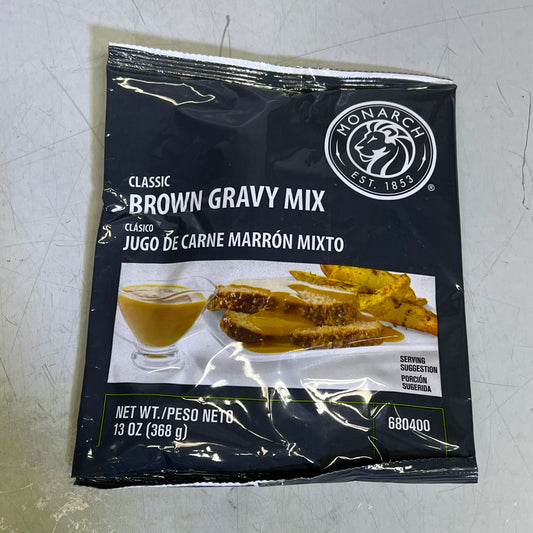 MONARCH
EST. 1853
®
CLASSIC
BROWN GRAVY MIX
CLÁSICO
JUGO DE CARNE MARRÓN MIXTO
SERVING
SUGGESTION
PORCIÓN
SUGERIDA
NET WT./PESO NETO
13 OZ (368 g)
680400